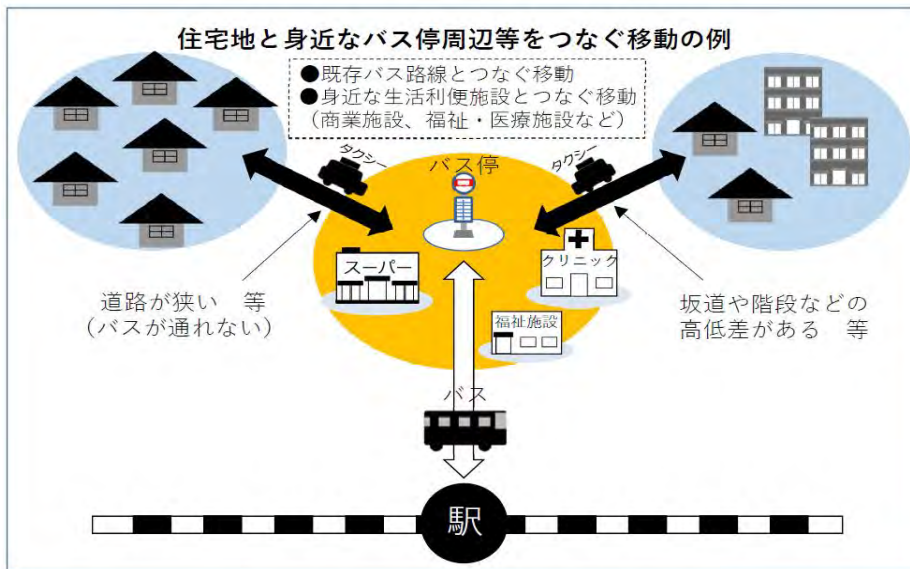 住宅地と身近なバス停周辺等をつなぐ移動の例
●既存バス路線とつなぐ移動
●身近な生活利便施設とつなぐ移動
（商業施設、福祉・医療施設など）
タクシー
バス停
タクシー
スーパー
クリニック
福祉施設
道路が狭い　等
（バスが通れない）
坂道や階段などの
高低差がある　等
バス
駅